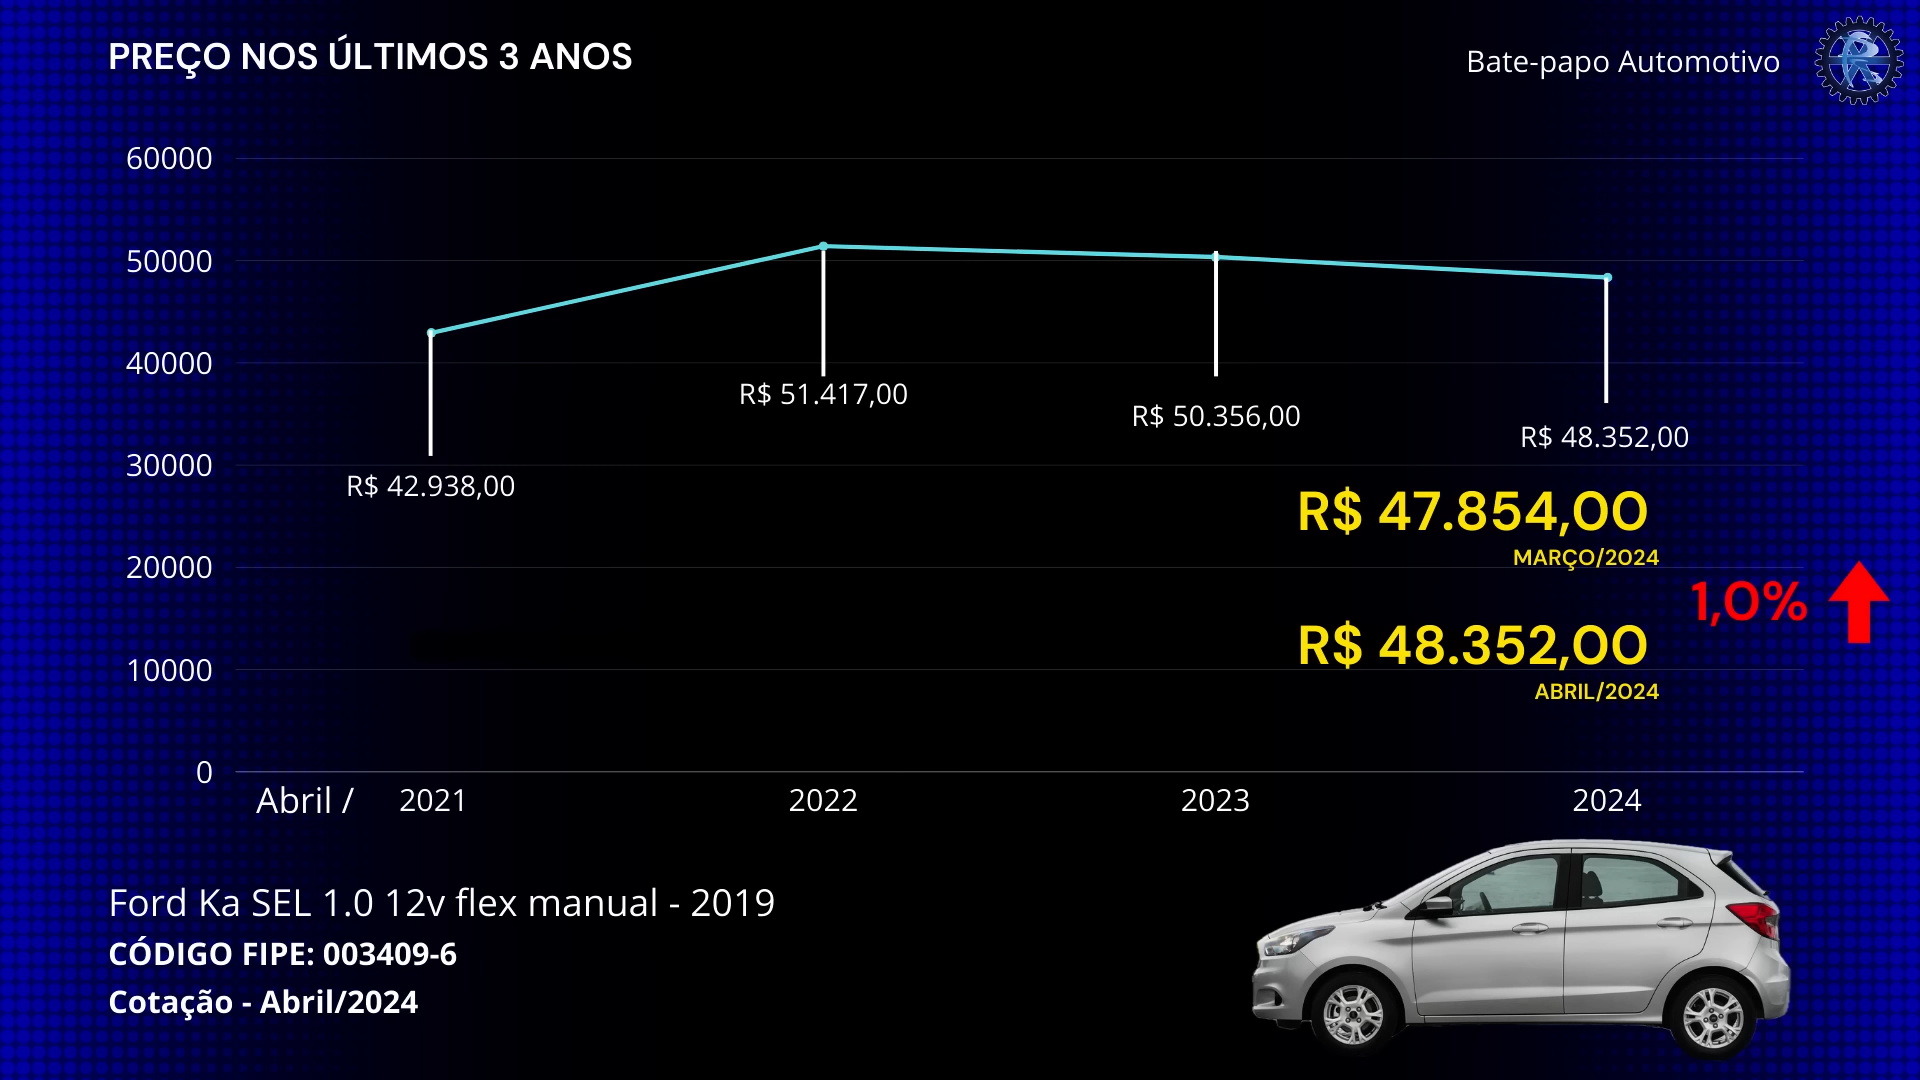 PREÇO NOS ÚLTIMOS 3 ANOS
Bate-papo Automotivo
60000
50000
40000
30000
20000
10000
0
R$ 42.938,00
R$ 51.417,00
R$ 50.356,00
R$ 48.352,00
R$ 47.854,00
MARÇO/2024
1,0%
R$ 48.352,00
ABRIL/2024
Abril / 2021 2022 2023 2024
Ford Ka SEL 1.0 12v flex manual - 2019
CÓDIGO FIPE: 003409-6
Cotação - Abril/2024